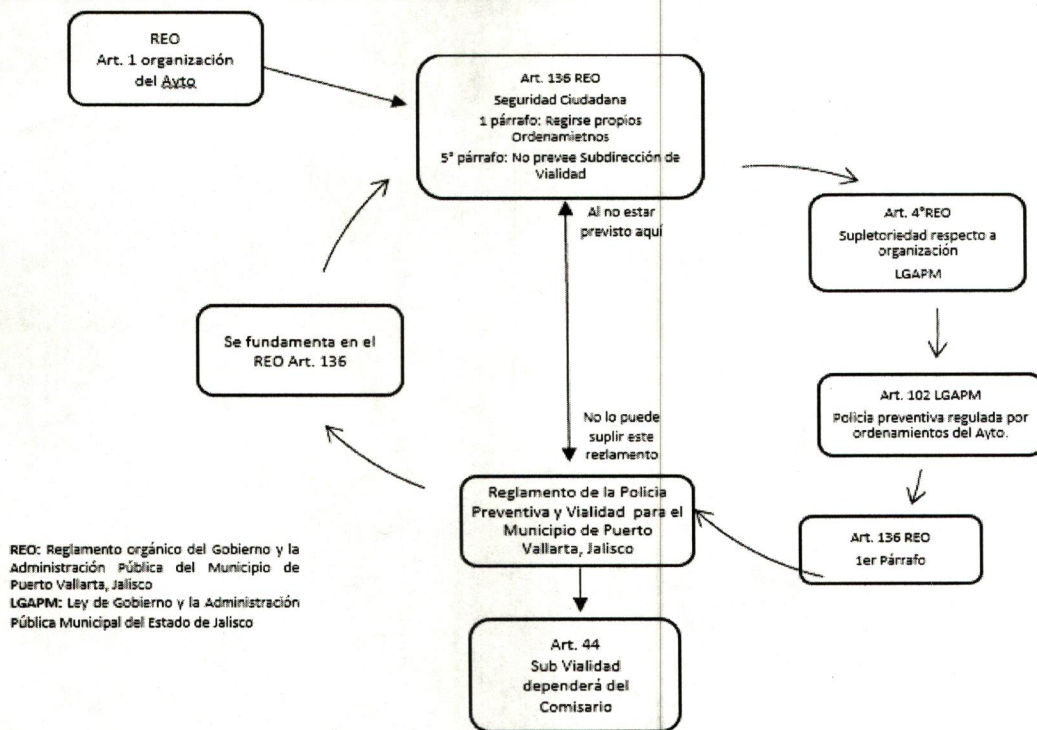 REO
Art. 1 organización
del Ayto
Art. 136 REO
Seguridad Ciudadana
1 párrafo: Regirse propios
Ordenamietnos
5° párrafo: No prevee Subdirección de
Vialidad
Al no estar
previsto aquí
Art. 4°REO
Supletoriedad respecto a
organización
LGAPM
Se fundamenta en el
REO Art. 136
Art. 102 LGAPM
Policia preventiva regulada por
ordenamientos del Ayto.
No lo puede
suplir este
reglamento
Reglamento de la Policia
Preventiva y Vialidad para el
Municipio de Puerto
Vallarta, Jalisco
Art. 136 REO
1er Párrafo
REO: Reglamento orgánico del Gobierno y la
Administración Pública del Municipio de
Puerto Vallarta, Jalisco
LGAPM: Ley de Gobierno y la Administración
Pública Municipal del Estado de Jalisco
Art. 44
Sub Vialidad
dependerá del
Comisario